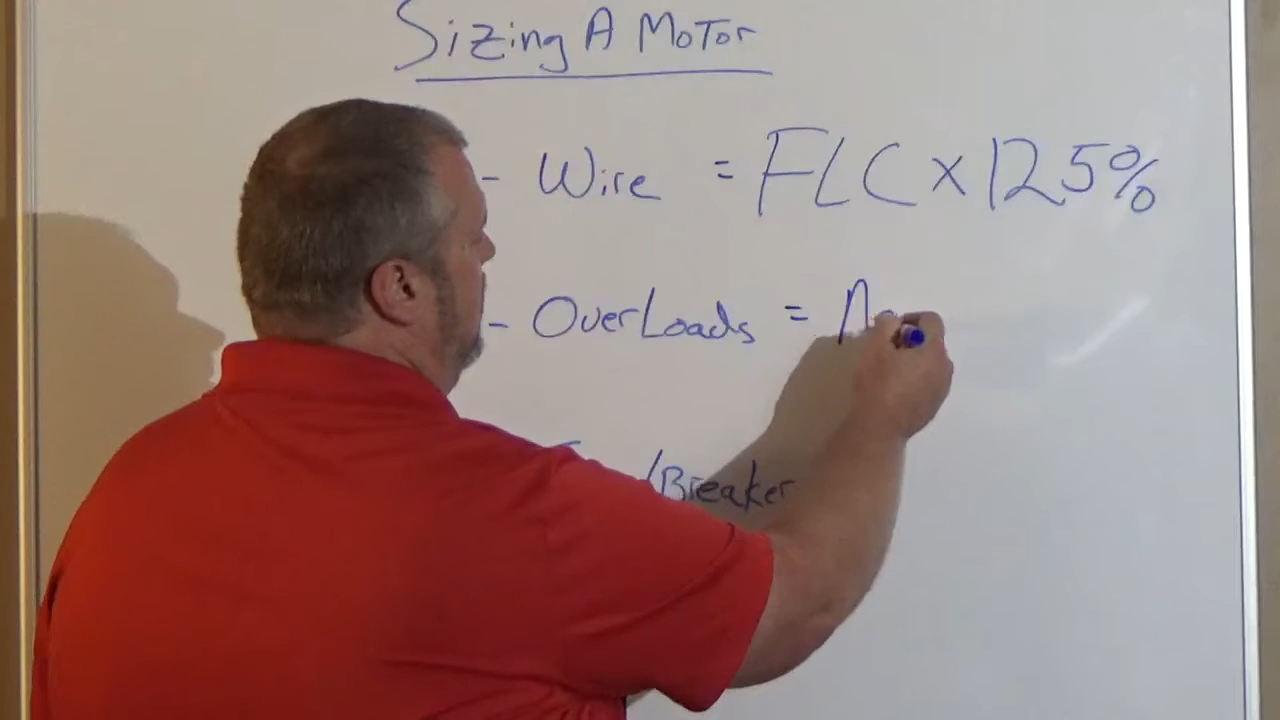 Sizing A Motor
- Wire = FLC x 125%
- OverLoads =
/Breaker